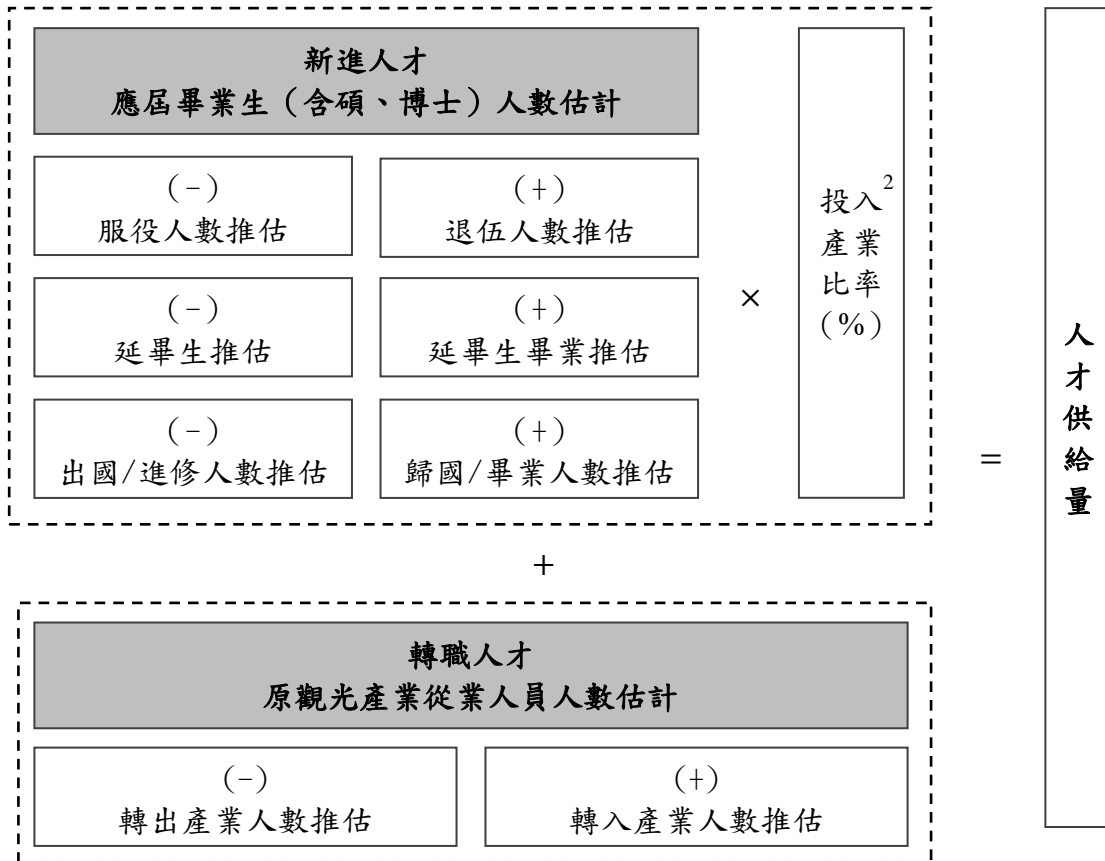 新進人才
應屆畢業生（含碩、博士）人數估計
(-)
服役人數推估
(+)
退伍人數推估
(-)
延畢生推估
(+)
延畢生畢業推估
(-)
出國/進修人數推估
(+)
歸國/畢業人數推估
×
投入2
產業
比率
(%)
+
轉職人才
原觀光產業從業人員人數估計
(-)
轉出產業人數推估
(+)
轉入產業人數推估
=
人
才
供
給
量